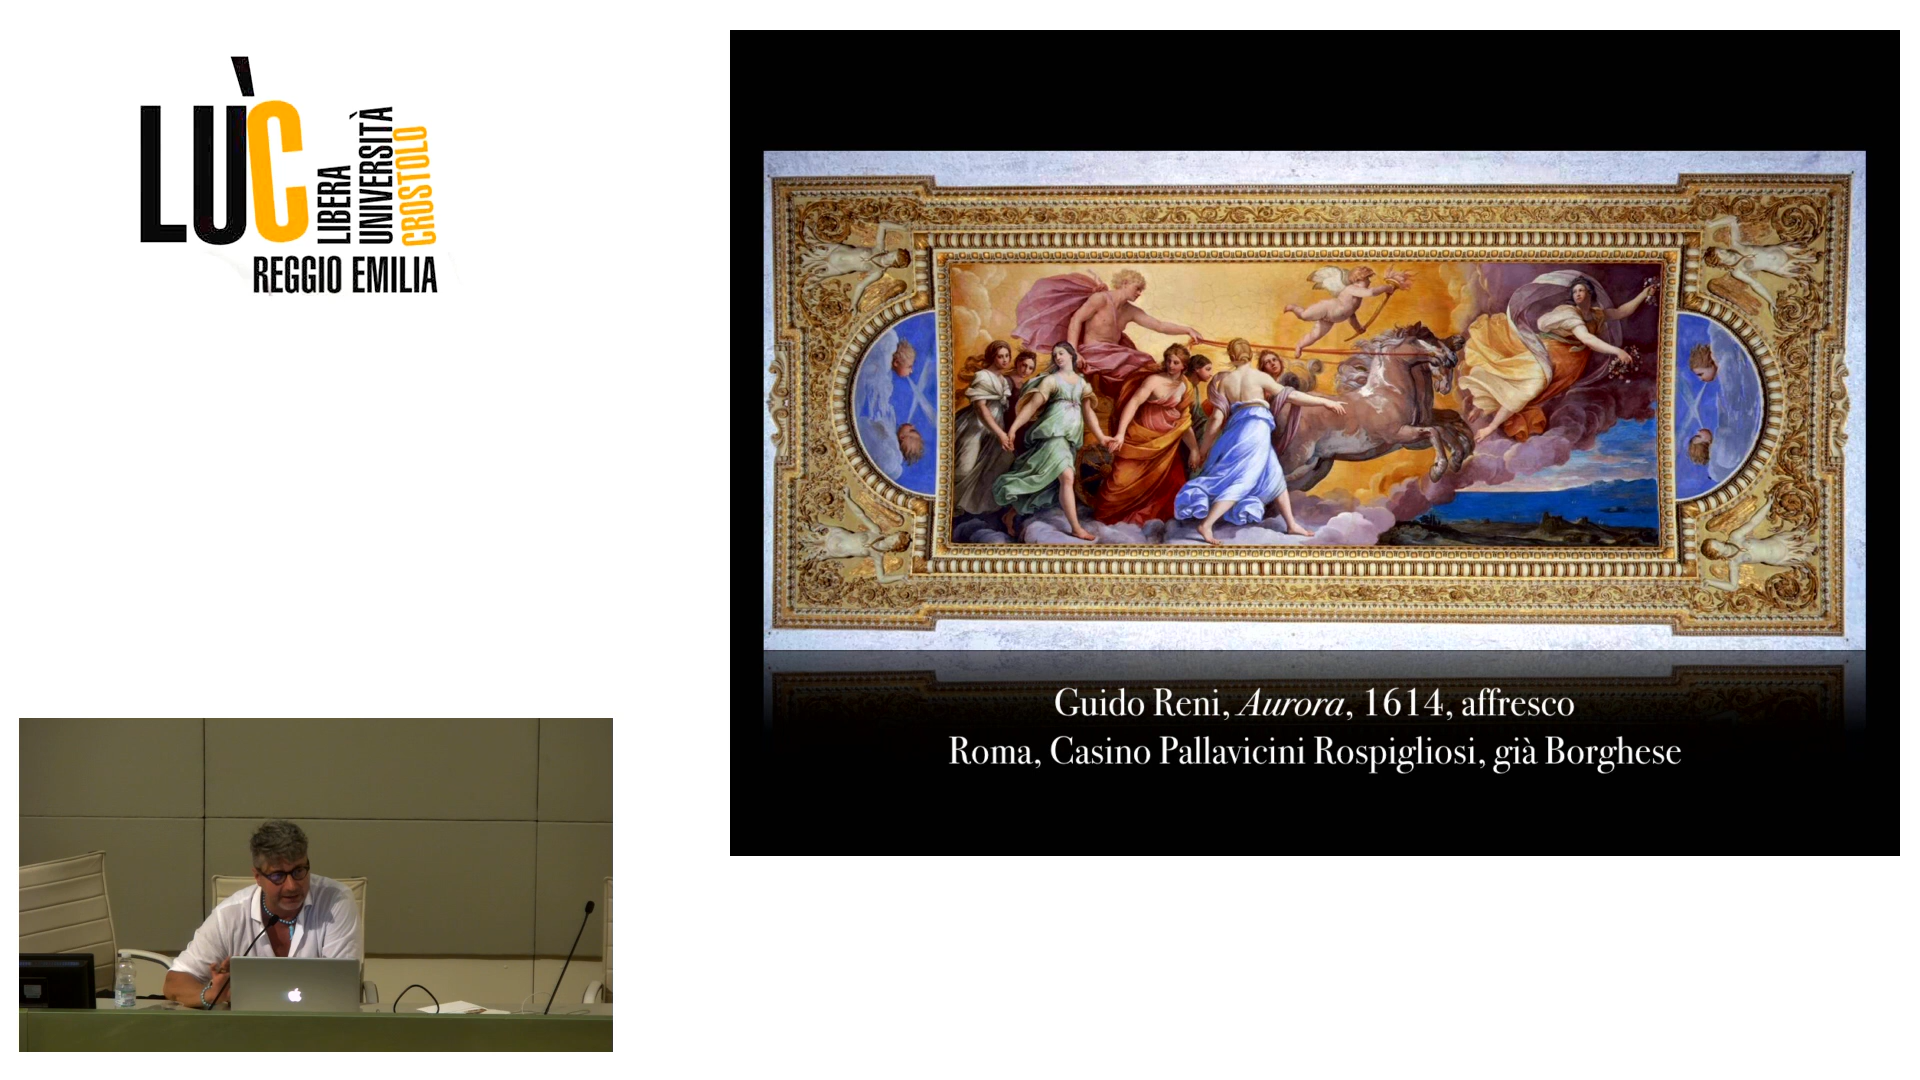 LÙC
LIBERA
UNIVERSITÀ
CROSTOLO
REGGIO EMILIA
Guido Reni, Aurora, 1614, affresco
Roma, Casino Pallavicini Rospigliosi, già Borghese